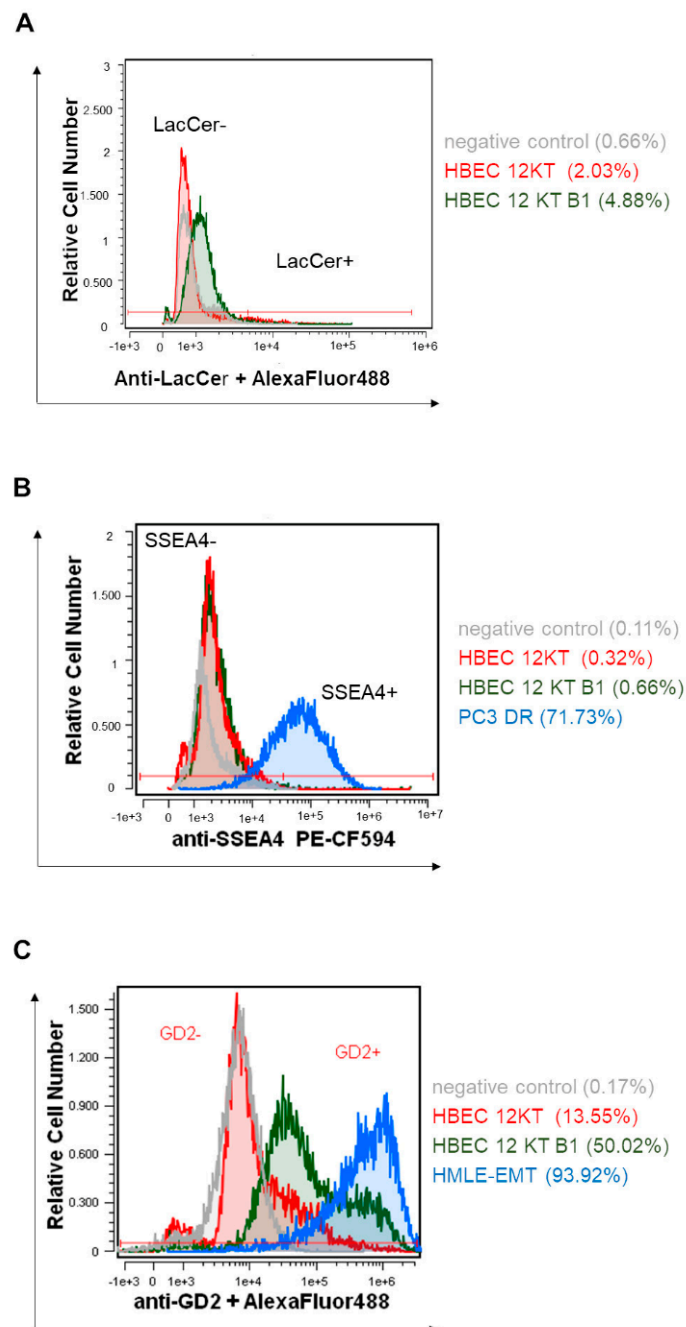 A
3
2.500
2
1.500
1
0.500
0
Relative Cell Number
LacCer-
LacCer+
-1e+3 0 1e+3 1e+4 1e+5 1e+6
Anti-LacCer + AlexaFluor488
negative control (0.66%)
HBEC 12KT (2.03%)
HBEC 12 KT B1 (4.88%)
B
2
1.500
1
0.500
0
Relative Cell Number
SSEA4-
SSEA4+
-1e+3 0 1e+3 1e+4 1e+5 1e+6 1e+7
anti-SSEA4 PE-CF594
negative control (0.11%)
HBEC 12KT (0.32%)
HBEC 12 KT B1 (0.66%)
PC3 DR (71.73%)
C
1.500
1.200
0.900
0.600
0.300
0
Relative Cell Number
GD2-
GD2+
-1e+3 0 1e+3 1e+4 1e+5 1e+6
anti-GD2 + AlexaFluor488
negative control (0.17%)
HBEC 12KT (13.55%)
HBEC 12 KT B1 (50.02%)
HMLE-EMT (93.92%)